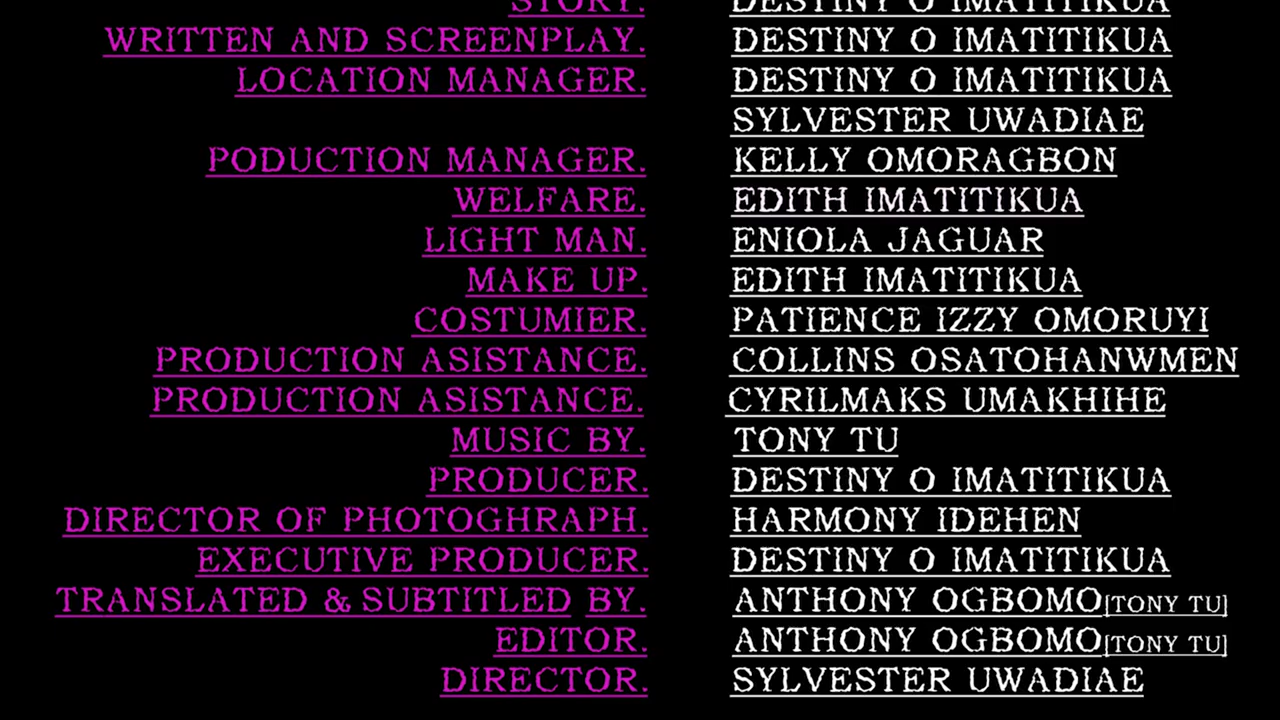 STORY. DESTINY O IMATITIKUA
WRITTEN AND SCREENPLAY. DESTINY O IMATITIKUA
LOCATION MANAGER. DESTINY O IMATITIKUA
SYLVESTER UWADIAE
PODUCTION MANAGER. KELLY OMORAGBON
WELFARE. EDITH IMATITIKUA
LIGHT MAN. ENIOLA JAGUAR
MAKE UP. EDITH IMATITIKUA
COSTUMIER. PATIENCE IZZY OMORUYI
PRODUCTION ASISTANCE. COLLINS OSATOHANWMEN
PRODUCTION ASISTANCE. CYRILMAKS UMAKHIHE
MUSIC BY. TONY TU
PRODUCER. DESTINY O IMATITIKUA
DIRECTOR OF PHOTOGHRAPH. HARMONY IDEHEN
EXECUTIVE PRODUCER. DESTINY O IMATITIKUA
TRANSLATED & SUBTITLED BY. ANTHONY OGBOMO[TONY TU]
EDITOR. ANTHONY OGBOMO[TONY TU]
DIRECTOR. SYLVESTER UWADIAE